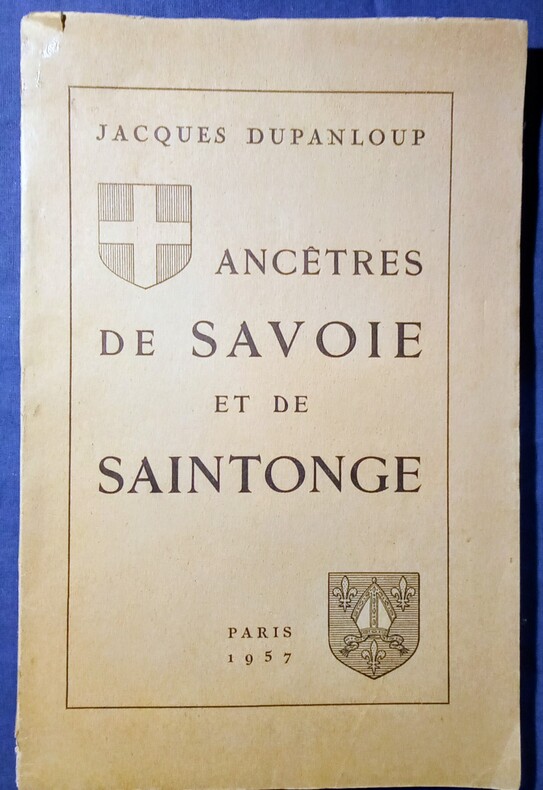 JACQUES DUPANLOUP
ANCÊTRES
DE SAVOIE
ET DE
SAINTONGE
PARIS
1957